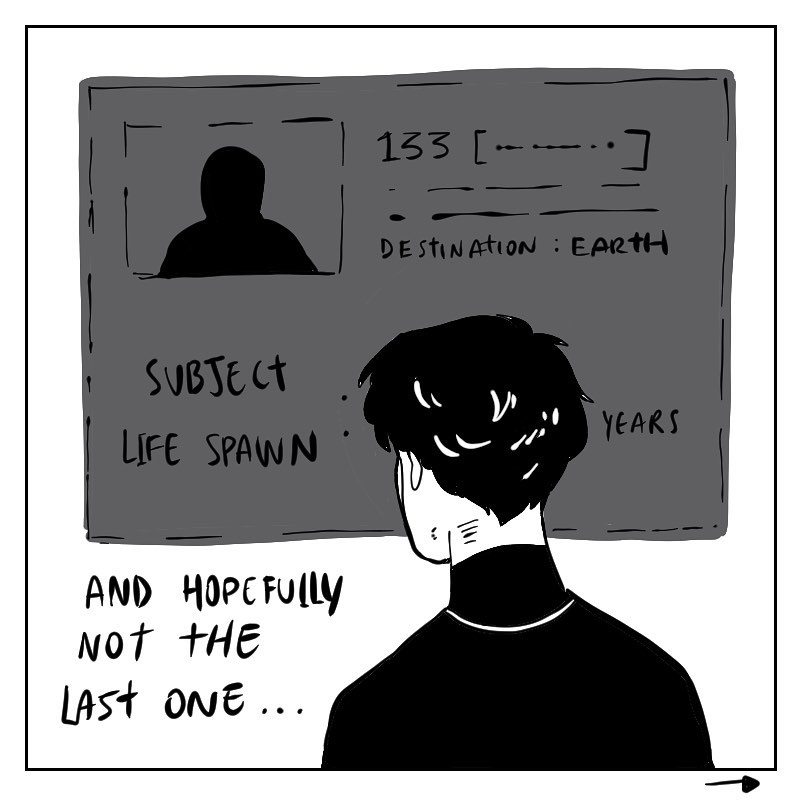 133 [·— —— — ··]
DESTINATION : EARTH
SUBJECT :
LIFE SPAWN : YEARS
AND HOPEFULLY
NOT THE
LAST ONE...